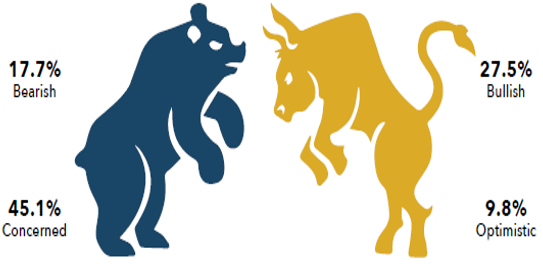 17.7%
Bearish
27.5%
Bullish
45.1%
Concerned
9.8%
Optimistic